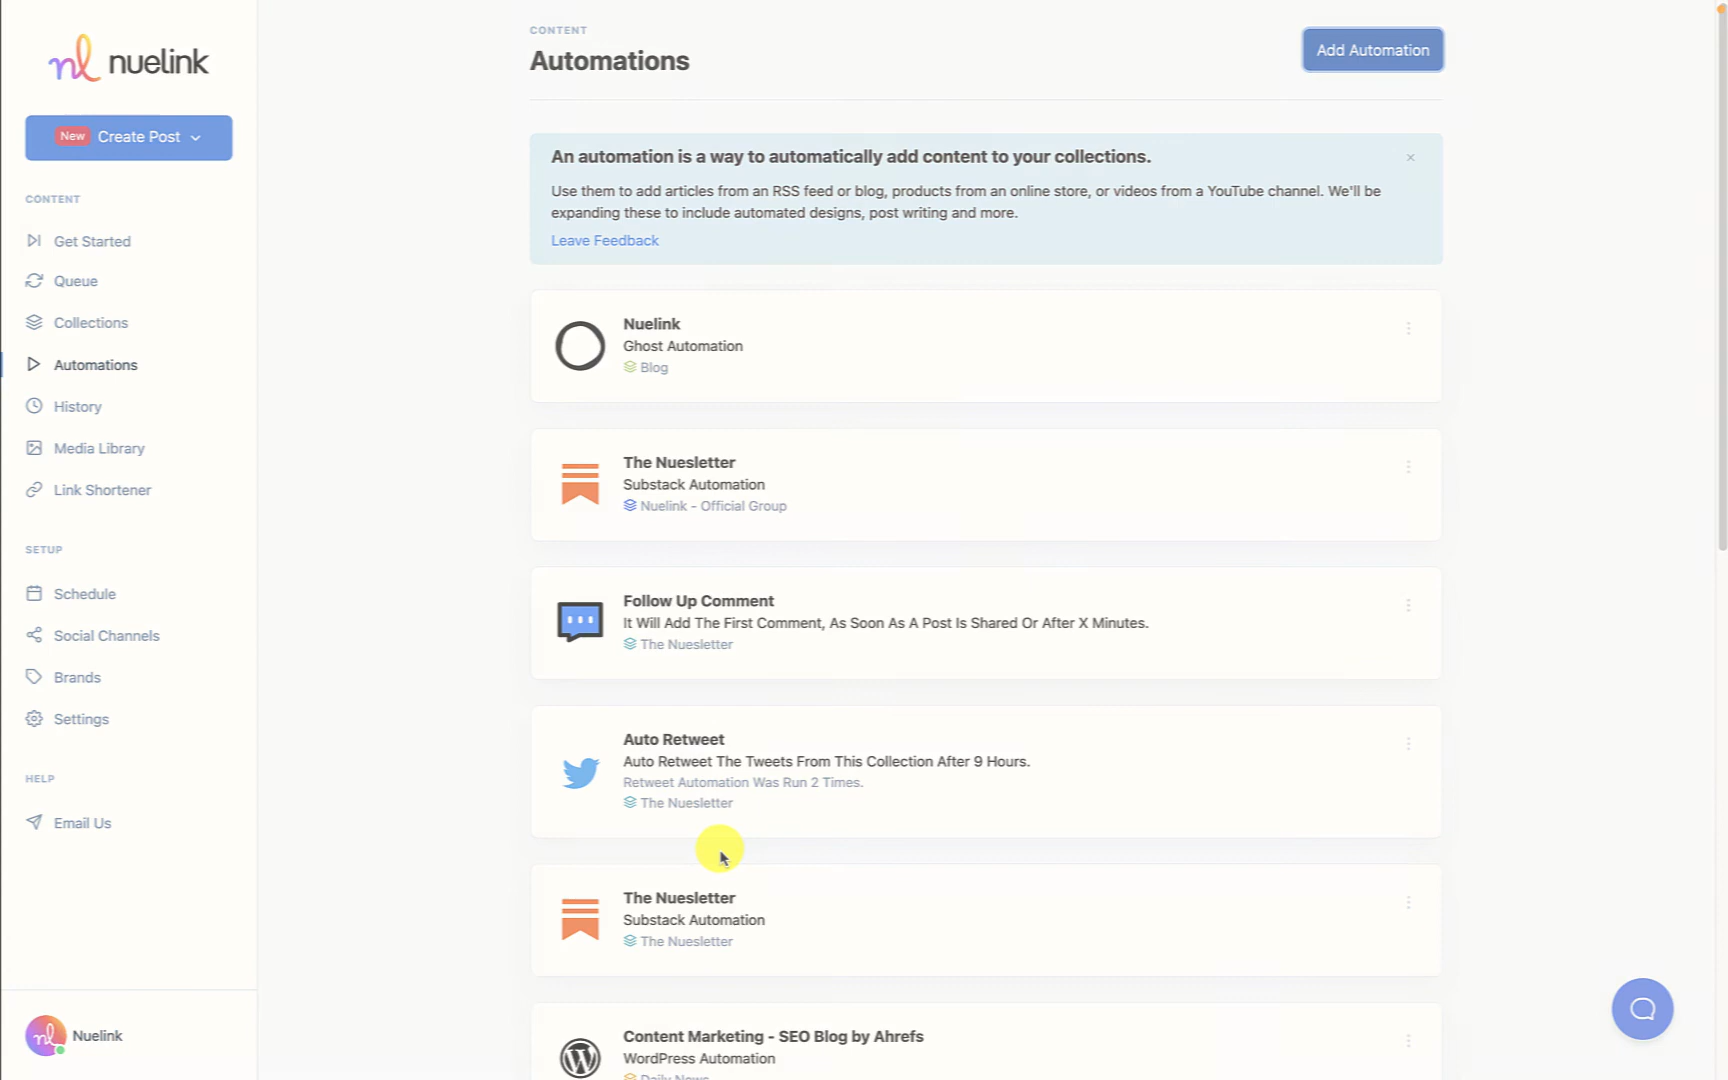 nuelink
New Create Post
CONTENT
Get Started
Queue
Collections
Automations
History
Media Library
Link Shortener
SETUP
Schedule
Social Channels
Brands
Settings
HELP
Email Us
nl Nuelink
CONTENT
Automations
Add Automation
An automation is a way to automatically add content to your collections.
Use them to add articles from an RSS feed or blog, products from an online store, or videos from a YouTube channel. We'll be
expanding these to include automated designs, post writing and more.
Leave Feedback
Nuelink
Ghost Automation
Blog
The Nuesletter
Substack Automation
Nuelink - Official Group
Follow Up Comment
It Will Add The First Comment, As Soon As A Post Is Shared Or After X Minutes.
The Nuesletter
Auto Retweet
Auto Retweet The Tweets From This Collection After 9 Hours.
Retweet Automation Was Run 2 Times.
The Nuesletter
The Nuesletter
Substack Automation
The Nuesletter
Content Marketing - SEO Blog by Ahrefs
WordPress Automation
Daily News